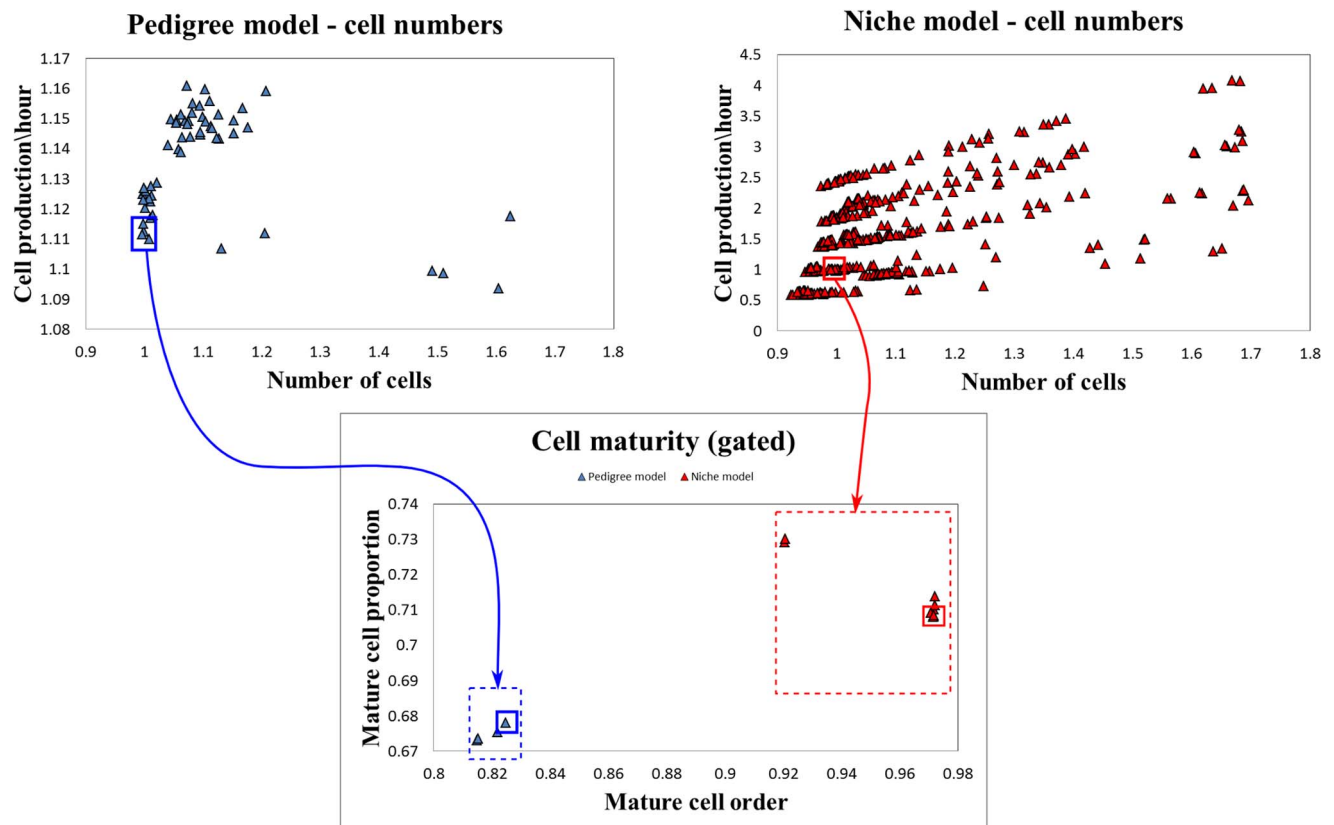 Pedigree model - cell numbers
Cell production\hour
1.17
1.16
1.15
1.14
1.13
1.12
1.11
1.1
1.09
1.08
0.9 1 1.1 1.2 1.3 1.4 1.5 1.6 1.7 1.8
Number of cells
Niche model - cell numbers
Cell production\hour
4.5
4
3.5
3
2.5
2
1.5
1
0.5
0
0.9 1 1.1 1.2 1.3 1.4 1.5 1.6 1.7 1.8
Number of cells
Cell maturity (gated)
Pedigree model Niche model
Mature cell proportion
0.74
0.73
0.72
0.71
0.7
0.69
0.68
0.67
0.8 0.82 0.84 0.86 0.88 0.9 0.92 0.94 0.96 0.98
Mature cell order